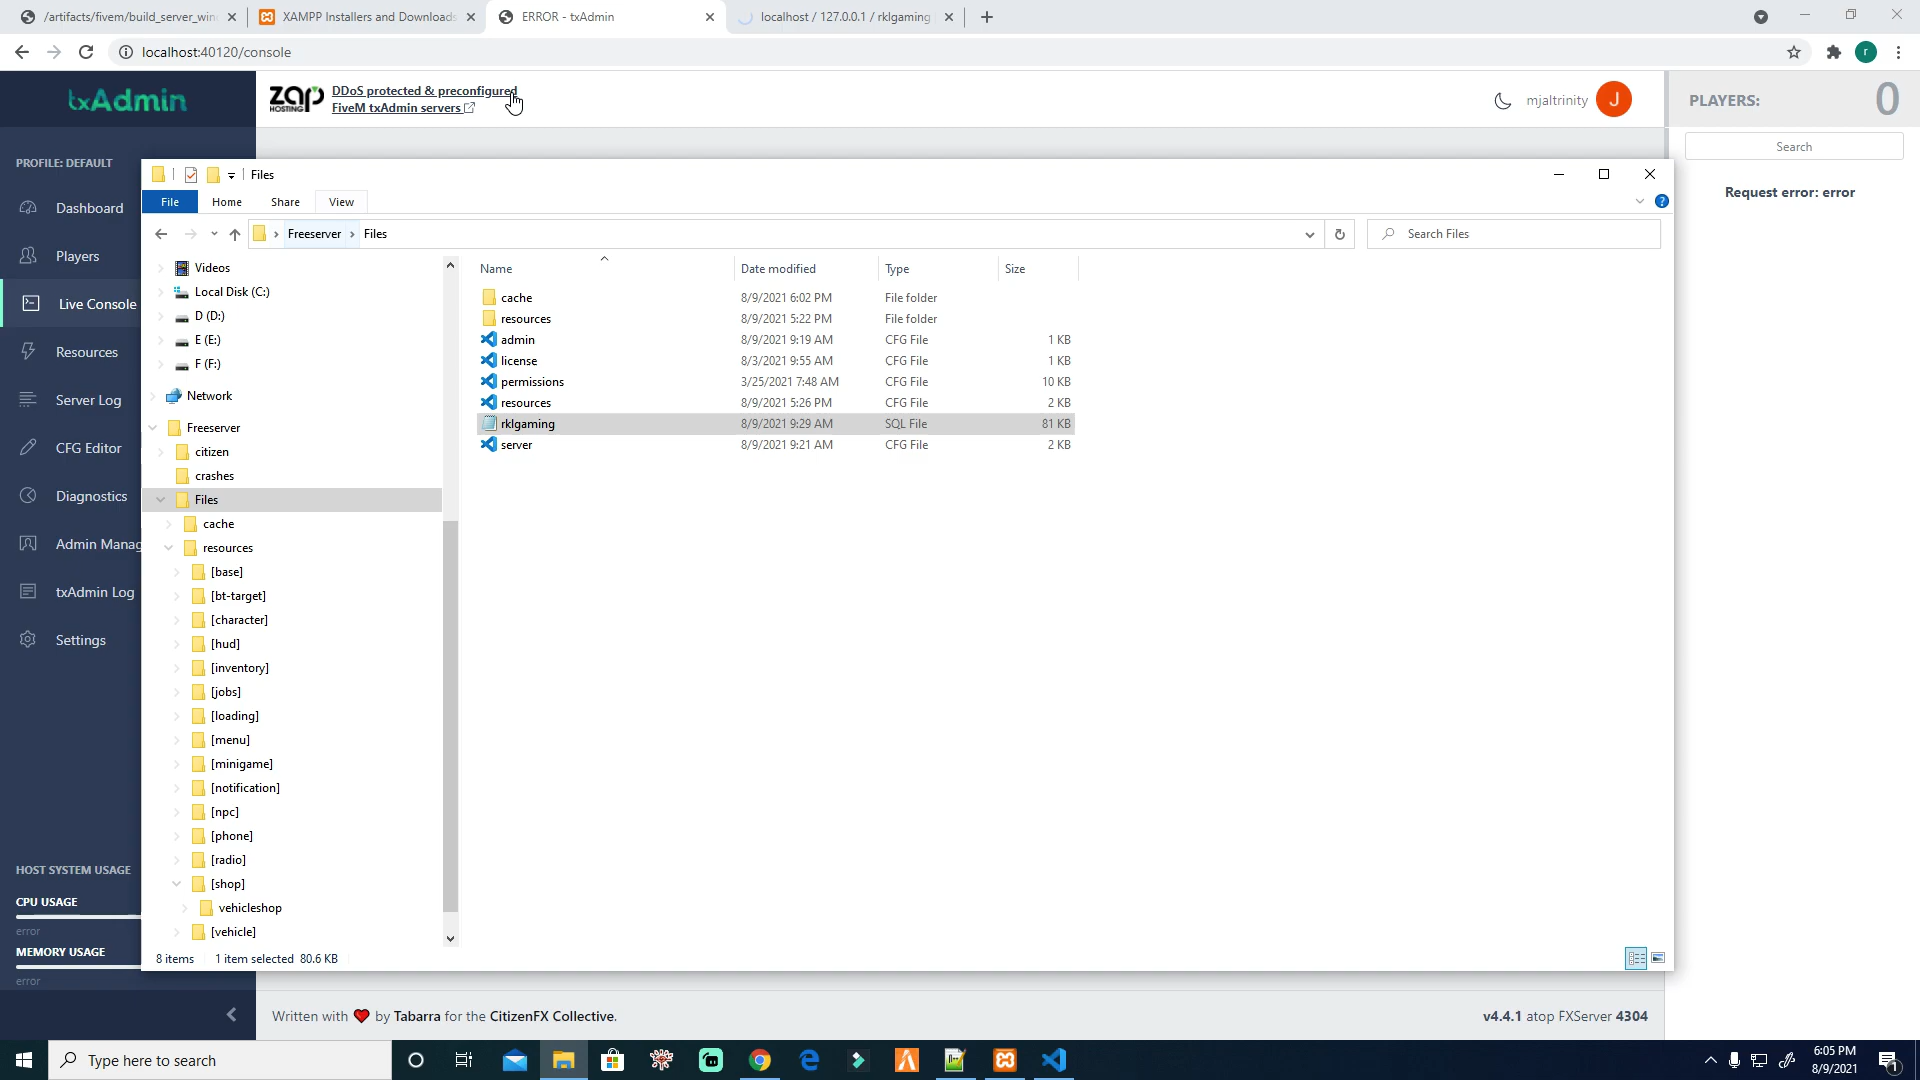 /artifacts/fivem/build_server_win
XAMPP Installers and Downloads
ERROR - txAdmin
localhost / 127.0.0.1 / rklgaming
localhost:40120/console
r
txAdmin
ZAP
HOSTING
DDoS protected & preconfigured
FiveM txAdmin servers
mjaltrinity
J
PLAYERS:
0
Search
Request error: error
PROFILE: DEFAULT
Dashboard
Players
Live Console
Resources
Server Log
CFG Editor
Diagnostics
Admin Manag
txAdmin Log
Settings
HOST SYSTEM USAGE
CPU USAGE
error
MEMORY USAGE
error
Files
File
Home
Share
View
?
Freeserver
Files
Search Files
Videos
Local Disk (C:)
D (D:)
E (E:)
F (F:)
Network
Freeserver
citizen
crashes
Files
cache
resources
[base]
[bt-target]
[character]
[hud]
[inventory]
[jobs]
[loading]
[menu]
[minigame]
[notification]
[npc]
[phone]
[radio]
[shop]
vehicleshop
[vehicle]
Name Date modified Type Size
cache 8/9/2021 6:02 PM File folder
resources 8/9/2021 5:22 PM File folder
admin 8/9/2021 9:19 AM CFG File 1 KB
license 8/3/2021 9:55 AM CFG File 1 KB
permissions 3/25/2021 7:48 AM CFG File 10 KB
resources 8/9/2021 5:26 PM CFG File 2 KB
rklgaming 8/9/2021 9:29 AM SQL File 81 KB
server 8/9/2021 9:21 AM CFG File 2 KB
8 items 1 item selected 80.6 KB
Written with ❤ by Tabarra for the CitizenFX Collective.
v4.4.1 atop FXServer 4304
Type here to search
6:05 PM
8/9/2021
1